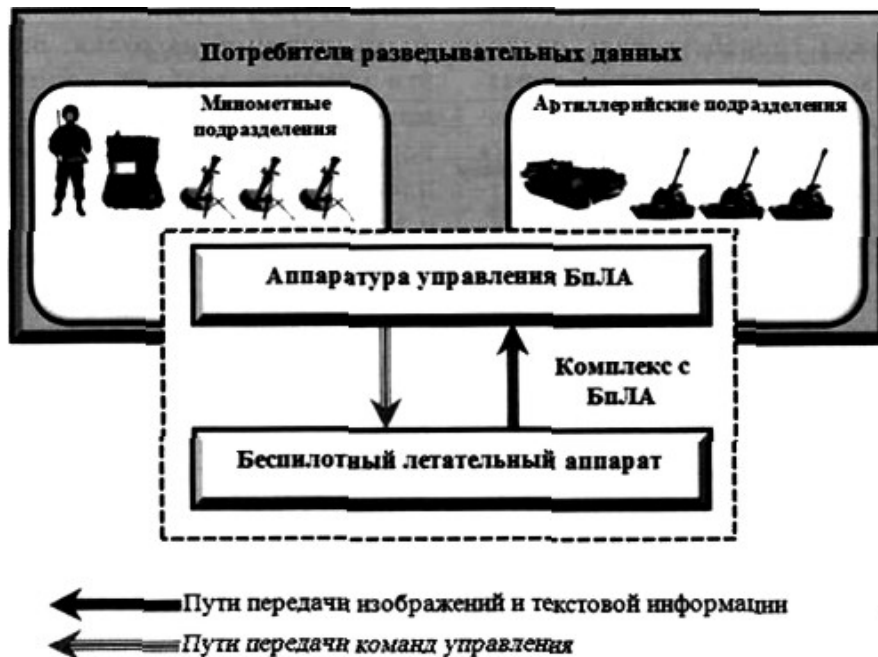 Потребители разведывательных данных
Минометные
подразделения
Артиллерийские подразделения
Аппаратура управления БпЛА
Комплекс с
БпЛА
Беспилотный летательный аппарат
Пути передачи изображений и текстовой информации
Пути передачи команд управления